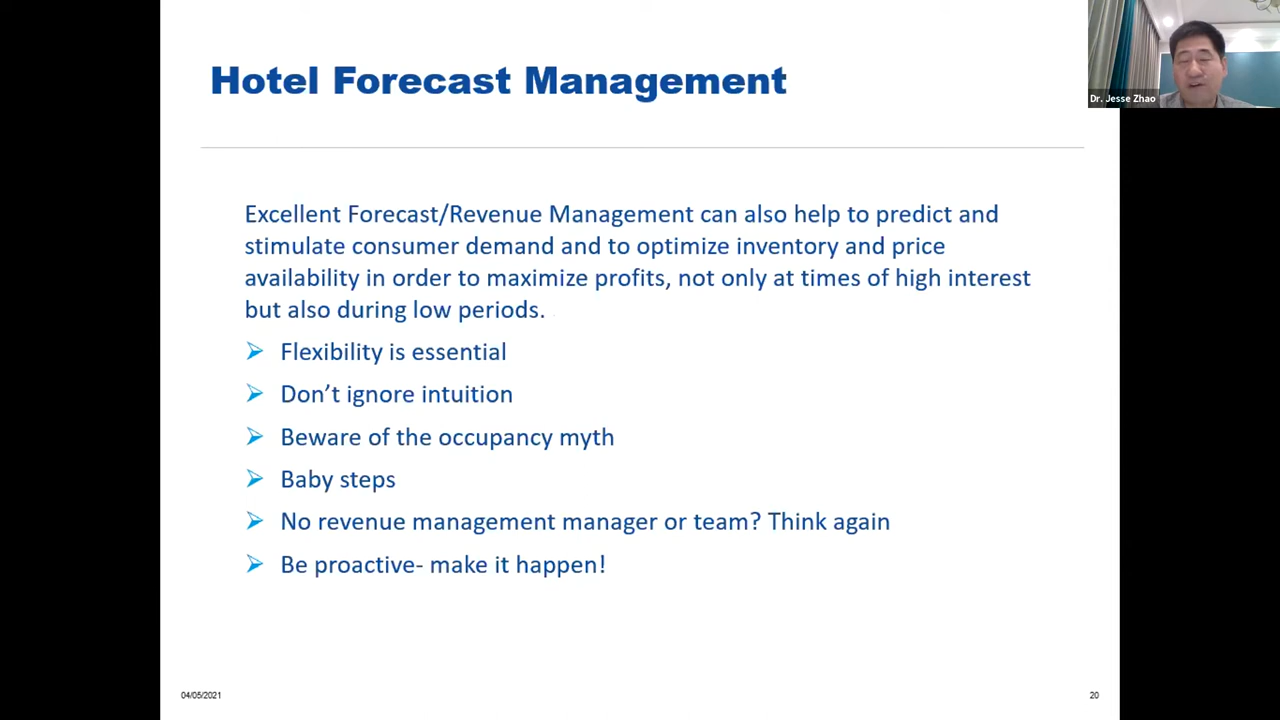 Hotel Forecast Management
Dr. Jesse Zhao
Excellent Forecast/Revenue Management can also help to predict and
stimulate consumer demand and to optimize inventory and price
availability in order to maximize profits, not only at times of high interest
but also during low periods.
Flexibility is essential
Don’t ignore intuition
Beware of the occupancy myth
Baby steps
No revenue management manager or team? Think again
Be proactive- make it happen!
04/05/2021
20